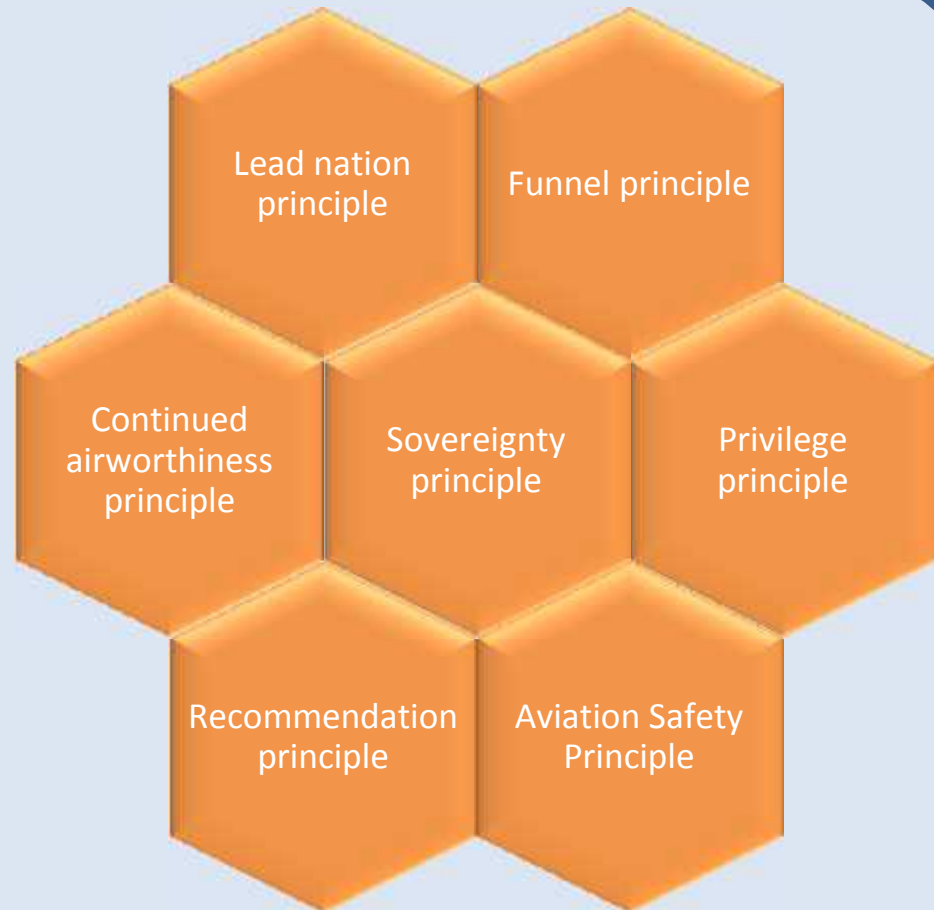 Lead nation
principle
Funnel principle
Continued
airworthiness
principle
Sovereignty
principle
Privilege
principle
Recommendation
principle
Aviation Safety
Principle